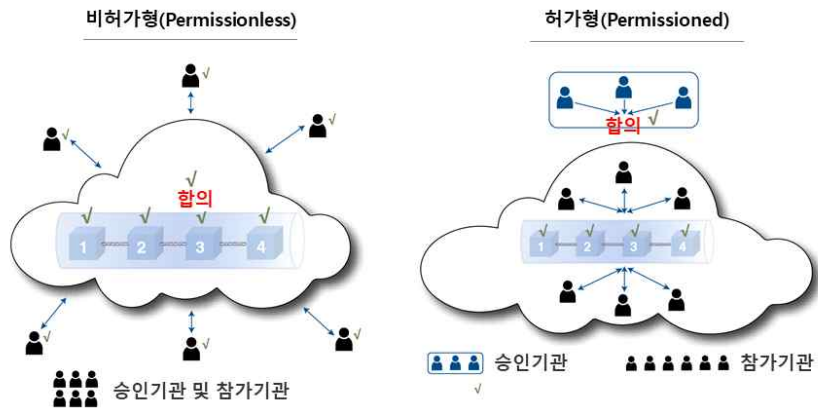 비허가형(Permissionless)
√
√
√
√
합의
√ √ √ √
1 2 3 4
√
√
√
승인기관 및 참가기관
허가형(Permissioned)
합의 √
√ √ √ √
1 2 3 4
승인기관
참가기관
√